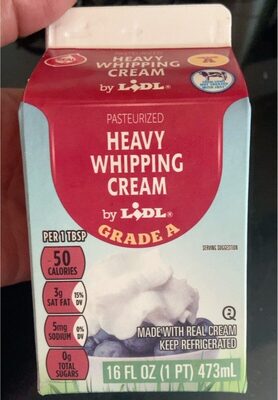 PASTEURIZED
HEAVY
WHIPPING
CREAM
by LiDL®
A
PASTEURIZED
HEAVY
WHIPPING
CREAM
by LiDL®
GRADE A
SERVING SUGGESTION
PER 1 TBSP
50
CALORIES
3g
SAT FAT
15%
DV
5mg
SODIUM
0%
DV
0g
TOTAL
SUGARS
MADE WITH REAL CREAM
KEEP REFRIGERATED
16 FL OZ (1 PT) 473mL